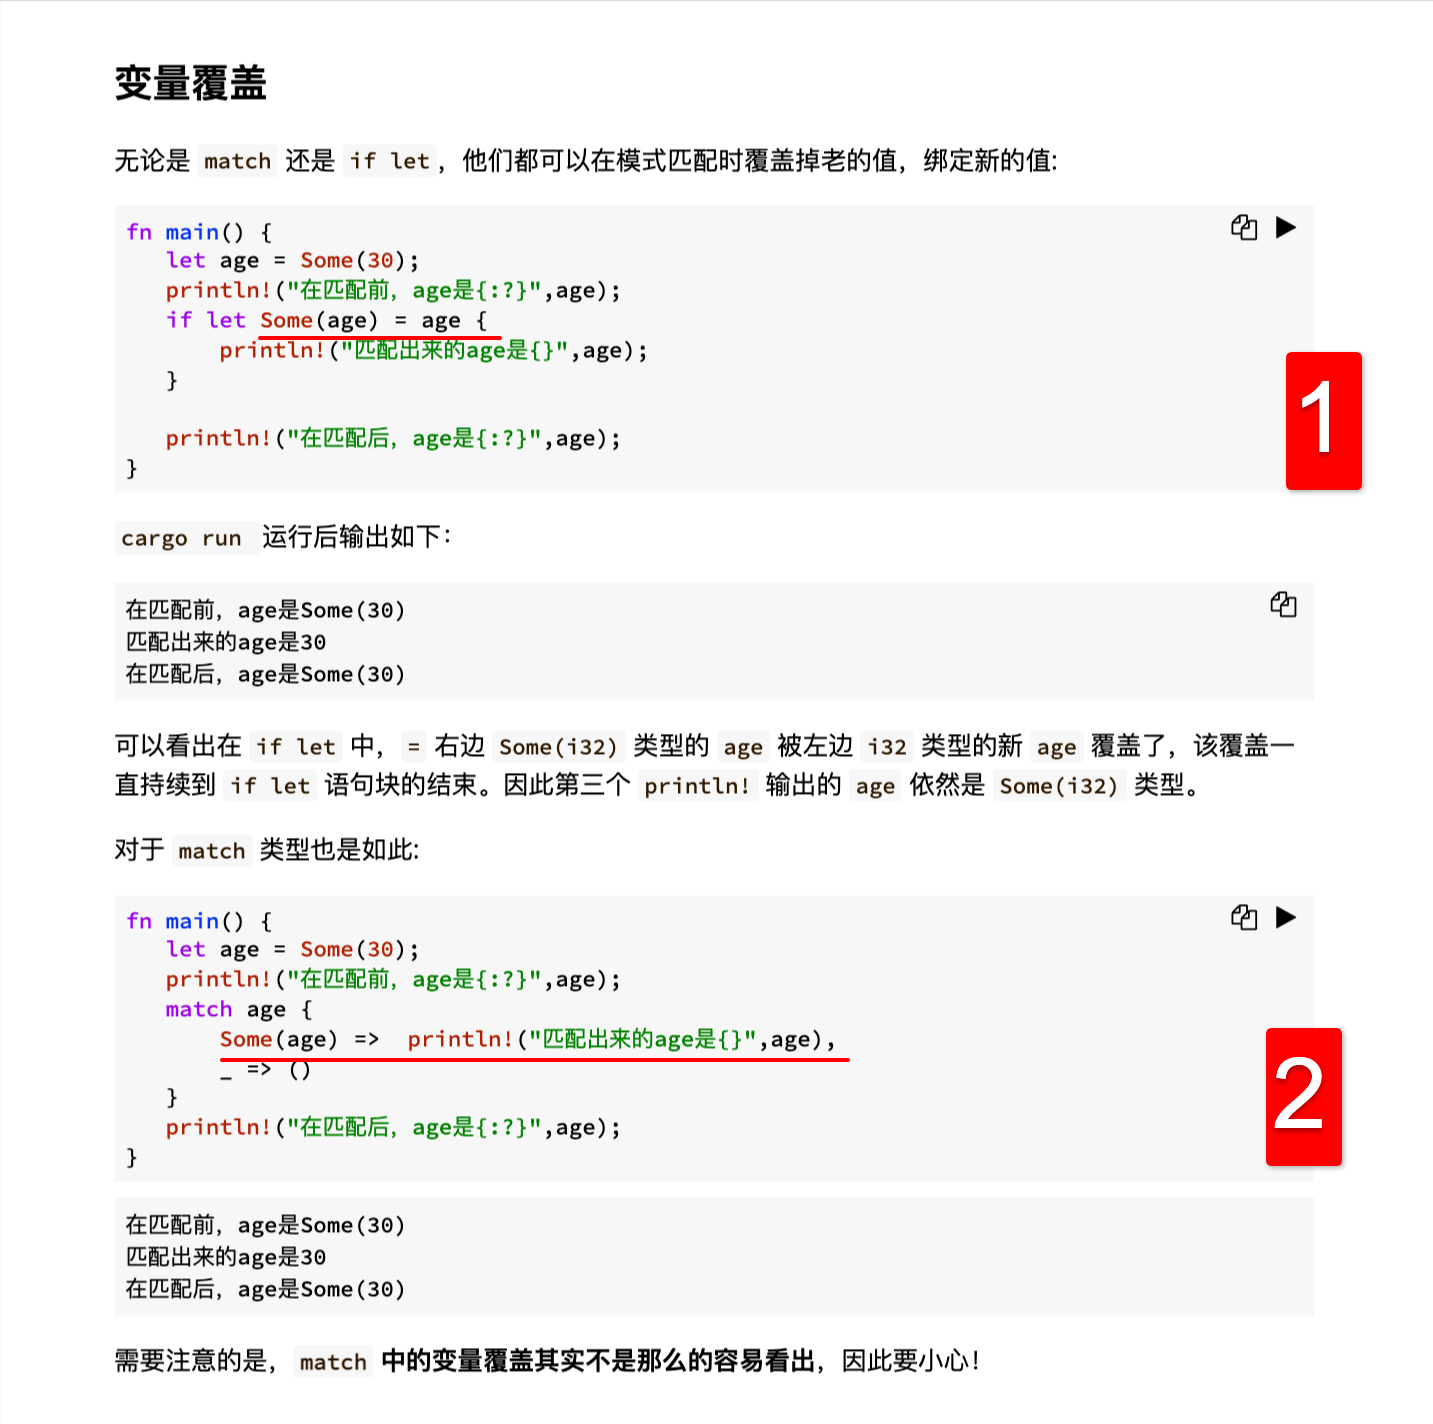 变量覆盖
无论是 match 还是 if let，他们都可以在模式匹配时覆盖掉老的值，绑定新的值:
fn main() {
   let age = Some(30);
   println!("在匹配前，age是{:?}",age);
   if let Some(age) = age {
       println!("匹配出来的age是{}",age);
   }
1
   println!("在匹配后，age是{:?}",age);
}
cargo run 运行后输出如下：
在匹配前，age是Some(30)
匹配出来的age是30
在匹配后，age是Some(30)
可以看出在 if let 中， = 右边 Some(i32) 类型的 age 被左边 i32 类型的新 age 覆盖了，该覆盖一
直持续到 if let 语句块的结束。因此第三个 println! 输出的 age 依然是 Some(i32) 类型。
对于 match 类型也是如此:
fn main() {
   let age = Some(30);
   println!("在匹配前，age是{:?}",age);
   match age {
       Some(age) =>  println!("匹配出来的age是{}",age),
       _ => ()
   }
2
   println!("在匹配后，age是{:?}",age);
}
在匹配前，age是Some(30)
匹配出来的age是30
在匹配后，age是Some(30)
需要注意的是， match 中的变量覆盖其实不是那么的容易看出，因此要小心！